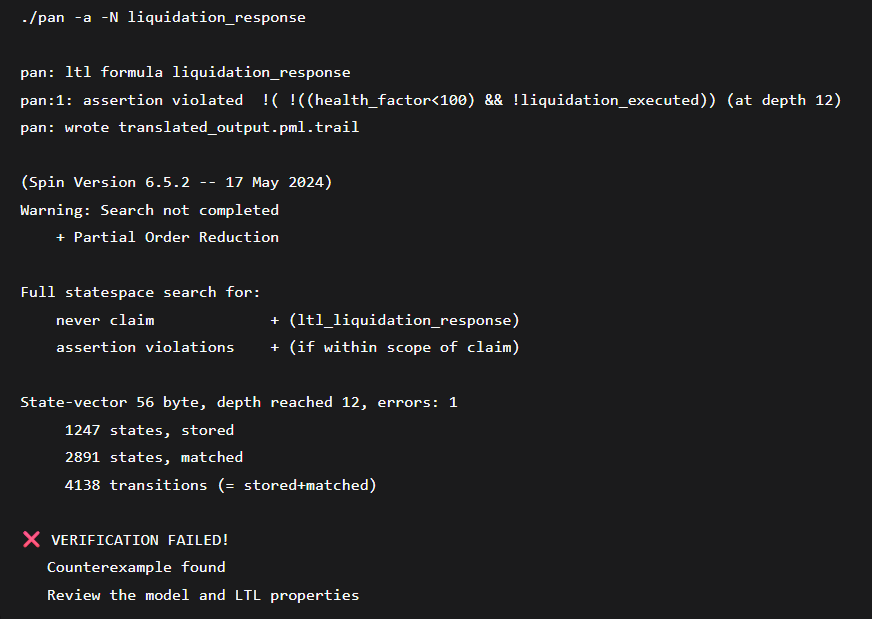 ./pan -a -N liquidation_response
pan: ltl formula liquidation_response
pan:1: assertion violated  !( !((health_factor<100) && !liquidation_executed)) (at depth 12)
pan: wrote translated_output.pml.trail
(Spin Version 6.5.2 -- 17 May 2024)
Warning: Search not completed
    + Partial Order Reduction
Full statespace search for:
    never claim             + (ltl_liquidation_response)
    assertion violations    + (if within scope of claim)
State-vector 56 byte, depth reached 12, errors: 1
     1247 states, stored
     2891 states, matched
     4138 transitions (= stored+matched)
❌ VERIFICATION FAILED!
   Counterexample found
   Review the model and LTL properties